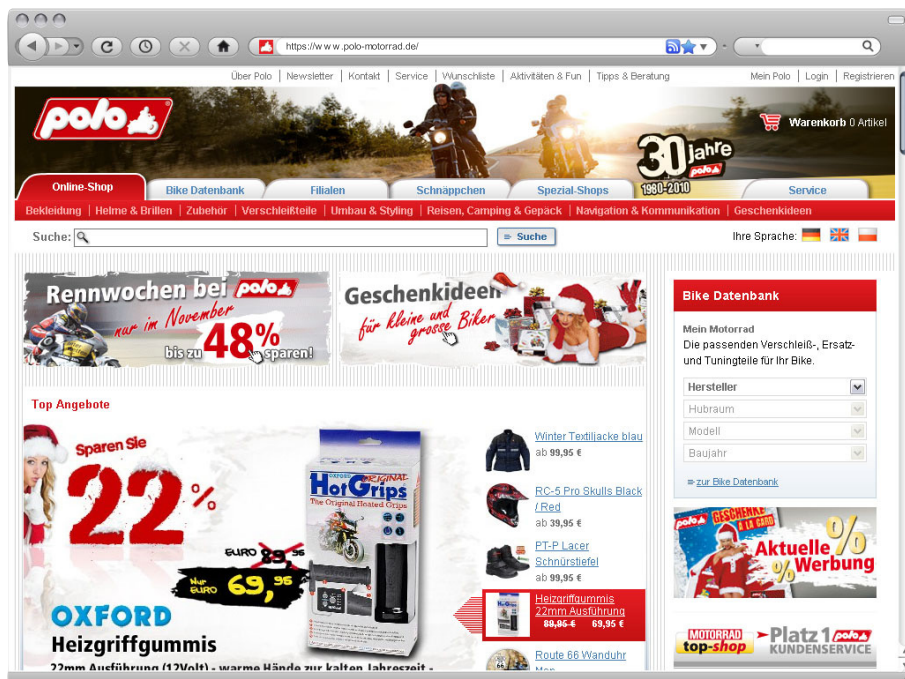 https://www.polo-motorrad.de/
Über Polo | Newsletter | Kontakt | Service | Wunschliste | Aktivitäten & Fun | Tipps & Beratung
Mein Polo | Login | Registrieren
polo
Warenkorb 0 Artikel
30 Jahre
polo
1980-2010
Online-Shop
Bike Datenbank
Filialen
Schnäppchen
Spezial-Shops
Service
Bekleidung | Helme & Brillen | Zubehör | Verschleißteile | Umbau & Styling | Reisen, Camping & Gepäck | Navigation & Kommunikation | Geschenkideen
Suche:
Suche
Ihre Sprache:
Rennwochen bei polo
nur im November
bis zu 48% sparen!
Geschenkideen
für kleine und
grosse Biker
Bike Datenbank
Mein Motorrad
Die passenden Verschleiß-, Ersatz-
und Tuningteile für Ihr Bike.
Hersteller
Hubraum
Modell
Baujahr
zur Bike Datenbank
Top Angebote
Sparen Sie
22%
OXFORD ORIGINAL
HotGrips
The Original Heated Grips
EURO 89,95
Nur
EURO 69,95
OXFORD
Heizgriffgummis
22mm Ausführung (12Volt) - warme Hände zur kalten Jahreszeit -
Winter Textiljacke blau
ab 99,95 €
RC-5 Pro Skulls Black
/ Red
ab 39,95 €
PT-P Lacer
Schnürstiefel
ab 99,95 €
HotGrips
Heizgriffgummis
22mm Ausführung
89,95 € 69,95 €
Route 66 Wanduhr
polo
GESCHENKE
A LA CARD
Aktuelle %
% Werbung
MOTORRAD
top-shop
Platz 1 polo
KUNDENSERVICE